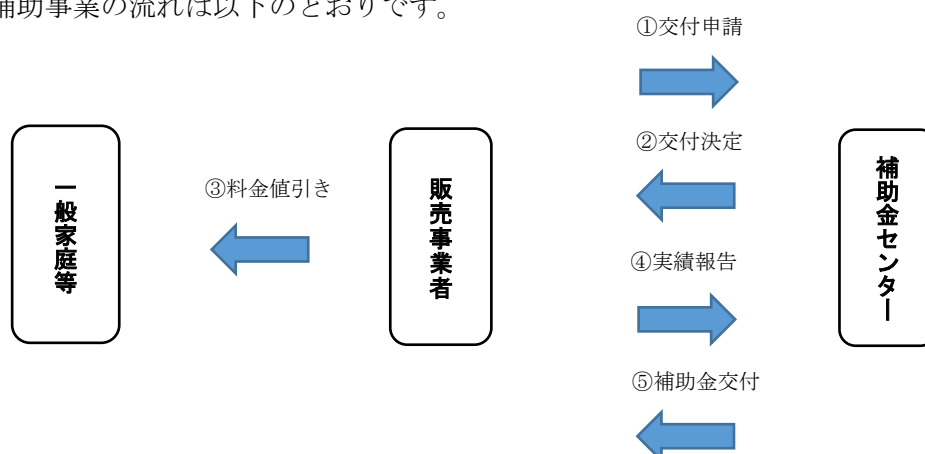 補助事業の流れは以下のとおりです。
①交付申請
②交付決定
一般家庭等
③料金値引き
販売事業者
補助金センター
④実績報告
⑤補助金交付